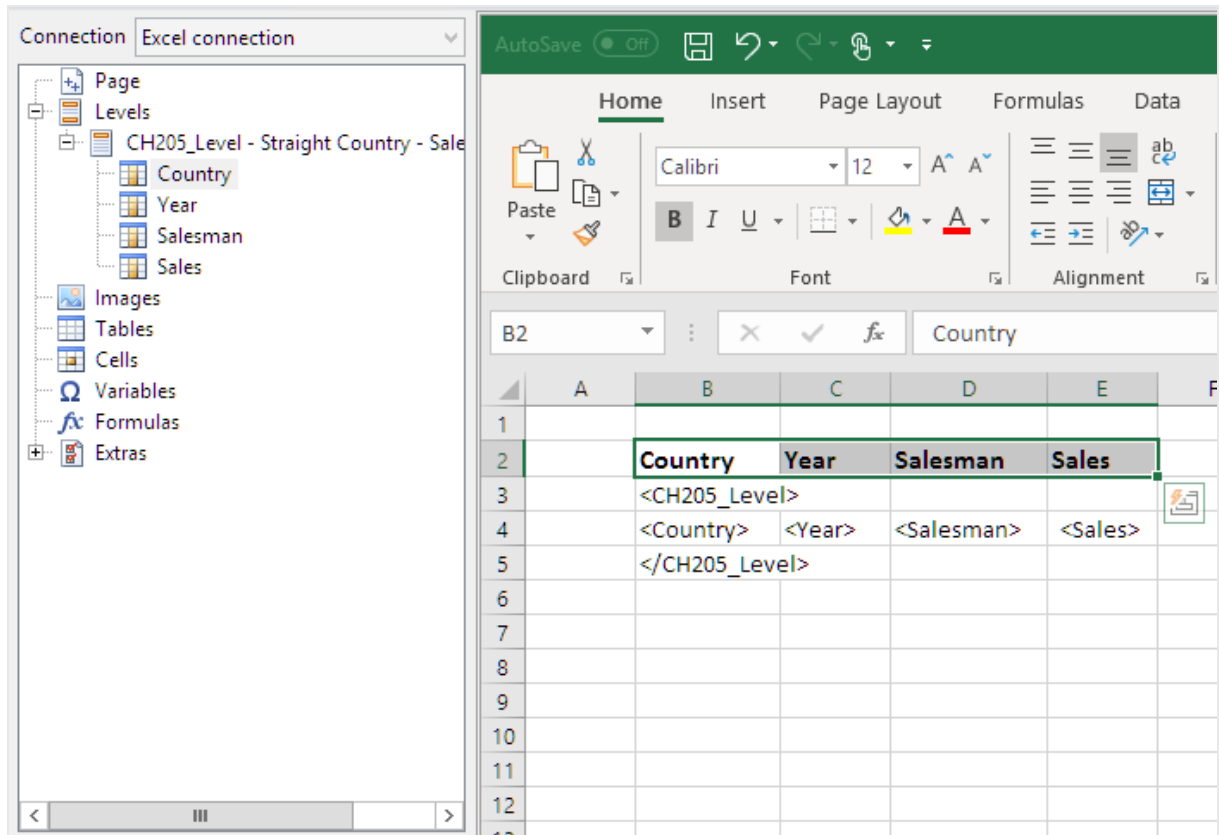 Connection Excel connection
Page
Levels
CH205_Level - Straight Country - Sale
Country
Year
Salesman
Sales
Images
Tables
Cells
Variables
Formulas
Extras
AutoSave Off
Home Insert Page Layout Formulas Data
Paste
Calibri 12
B I U
Clipboard Font Alignment
B2 fx Country
A B C D E F
1
2 Country Year Salesman Sales
3 <CH205_Level>
4 <Country> <Year> <Salesman> <Sales>
5 </CH205_Level>
6
7
8
9
10
11
12